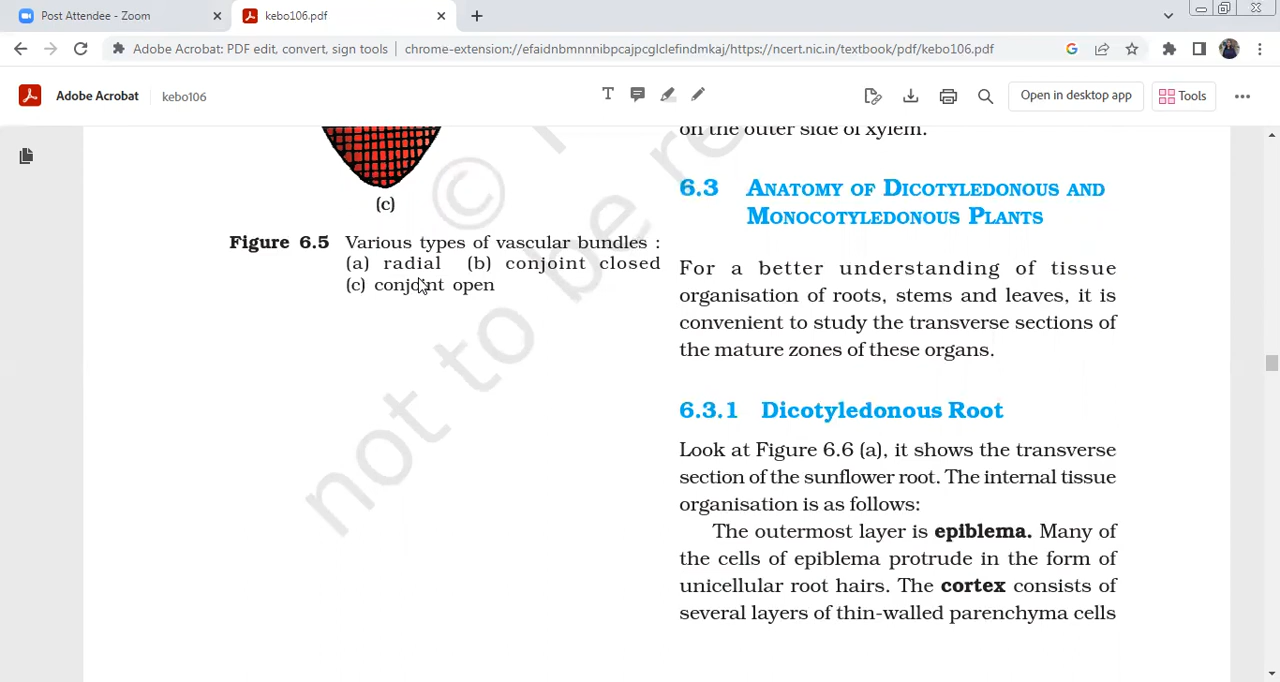 Post Attendee - Zoom
kebo106.pdf
Adobe Acrobat: PDF edit, convert, sign tools | chrome-extension://efaidnbmnnnibpcajpcglclefindmkaj/https://ncert.nic.in/textbook/pdf/kebo106.pdf
Adobe Acrobat
kebo106
Open in desktop app
Tools
(c)
Figure 6.5 Various types of vascular bundles :
(a) radial (b) conjoint closed
(c) conjoint open
on the outer side of xylem.
6.3 ANATOMY OF DICOTYLEDONOUS AND
MONOCOTYLEDONOUS PLANTS
For a better understanding of tissue
organisation of roots, stems and leaves, it is
convenient to study the transverse sections of
the mature zones of these organs.
6.3.1 Dicotyledonous Root
Look at Figure 6.6 (a), it shows the transverse
section of the sunflower root. The internal tissue
organisation is as follows:
The outermost layer is epiblema. Many of
the cells of epiblema protrude in the form of
unicellular root hairs. The cortex consists of
several layers of thin-walled parenchyma cells
©
not to be re